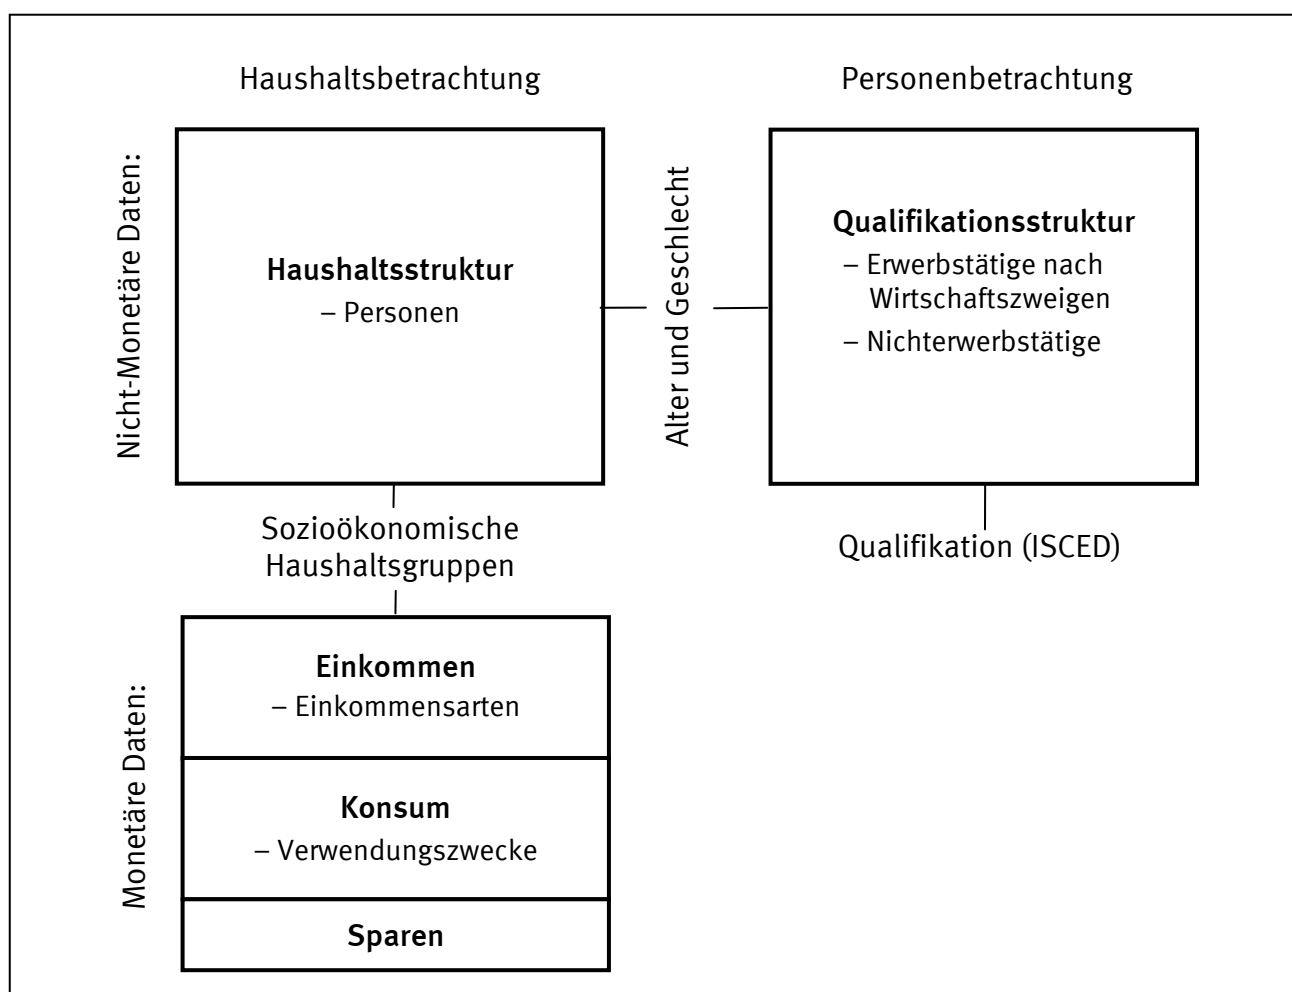 Haushaltsbetrachtung
Personenbetrachtung
Nicht-Monetäre Daten:
Haushaltsstruktur
– Personen
Alter und Geschlecht
Qualifikationsstruktur
– Erwerbstätige nach
Wirtschaftszweigen
– Nichterwerbstätige
Sozioökonomische
Haushaltsgruppen
Qualifikation (ISCED)
Monetäre Daten:
Einkommen
– Einkommensarten
Konsum
– Verwendungszwecke
Sparen